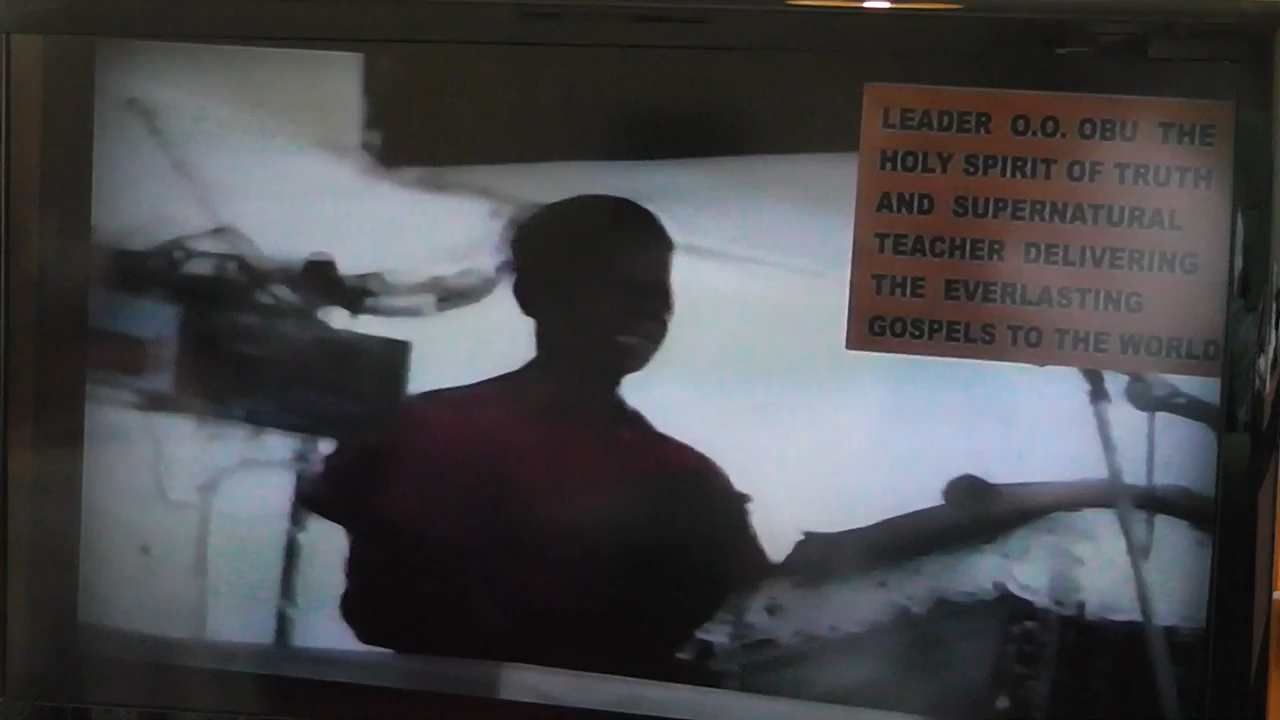 LEADER O.O. OBU THE
HOLY SPIRIT OF TRUTH
AND SUPERNATURAL
TEACHER DELIVERING
THE EVERLASTING
GOSPELS TO THE WORLD